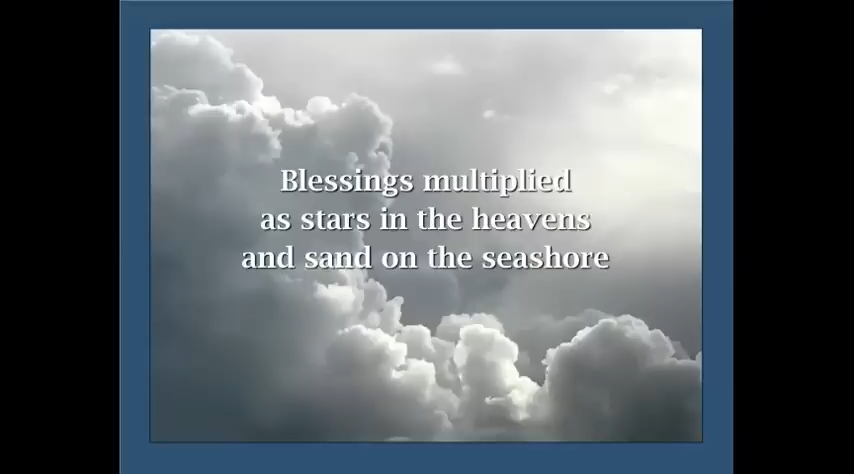 Blessings multiplied
as stars in the heavens
and sand on the seashore